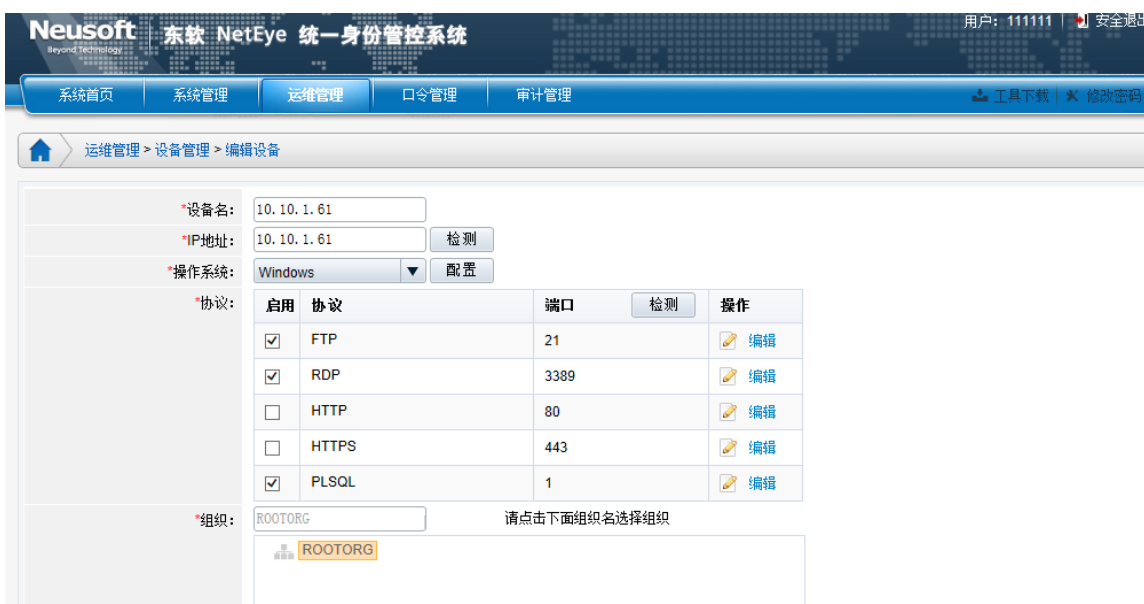 Neusoft 东软 NetEye 统一身份管控系统
Beyond Technology
用户: 111111 安全退出
系统首页 系统管理 运维管理 口令管理 审计管理 工具下载 修改密码
运维管理 > 设备管理 > 编辑设备
*设备名: 10.10.1.61
*IP地址: 10.10.1.61 检测
*操作系统: Windows 配置
*协议: 启用 协议 端口 检测 操作
FTP 21 编辑
RDP 3389 编辑
HTTP 80 编辑
HTTPS 443 编辑
PLSQL 1 编辑
*组织: ROOTORG 请点击下面组织名选择组织
ROOTORG